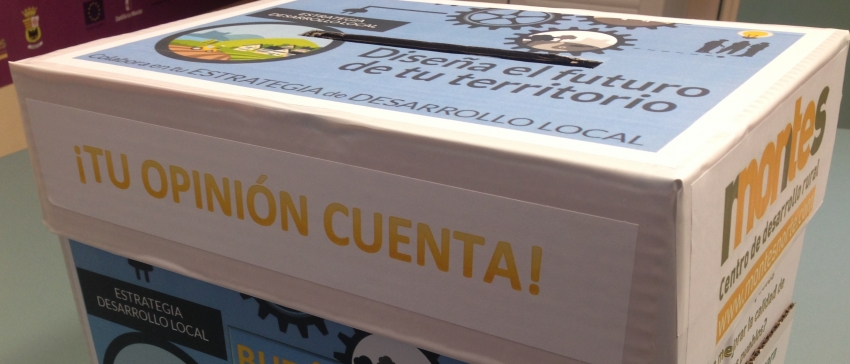 ESTRATEGIA
DESARROLLO LOCAL
Diseña el futuro
de tu territorio
Colabora en tu ESTRATEGIA de DESARROLLO LOCAL
¡TU OPINIÓN CUENTA!
montes
centro de desarrollo rural
ESTRATEGIA
DESARROLLO LOCAL